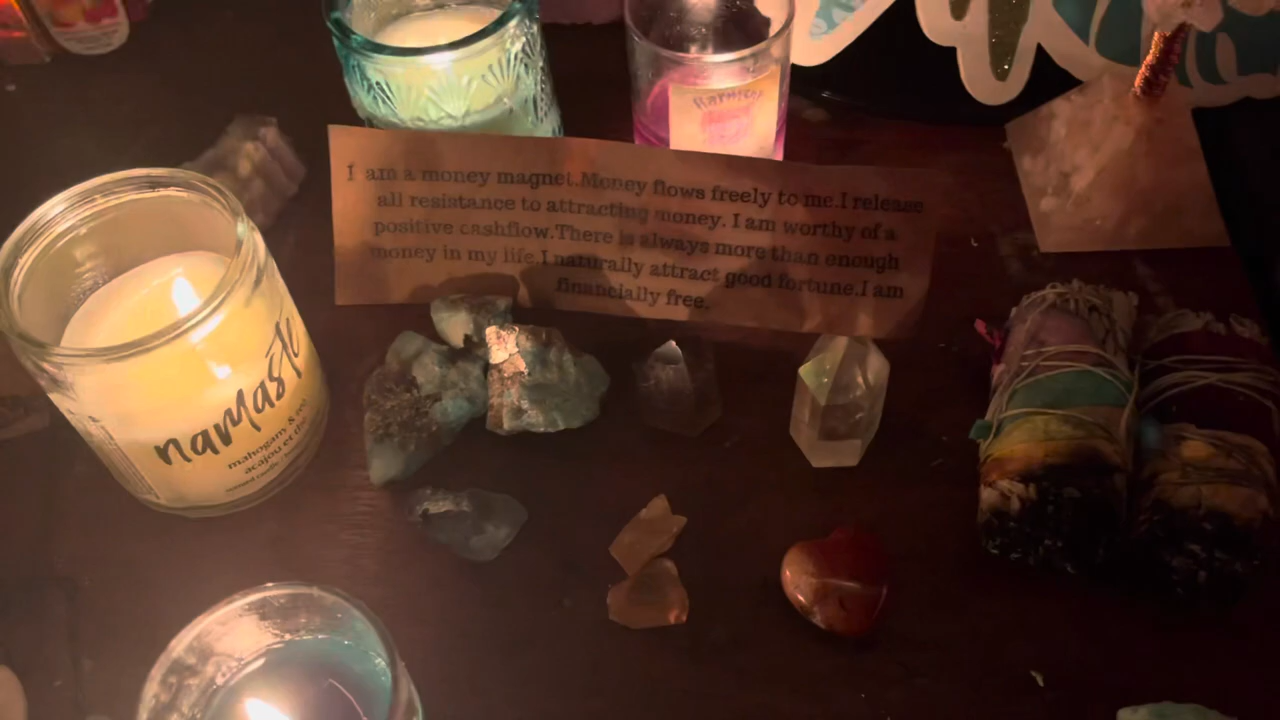 I am a money magnet.Money flows freely to me.I release
all resistance to attracting money. I am worthy of a
positive cashflow.There is always more than enough
money in my life.I naturally attract good fortune.I am
financially free.
namaste
mahogany &
acajou et